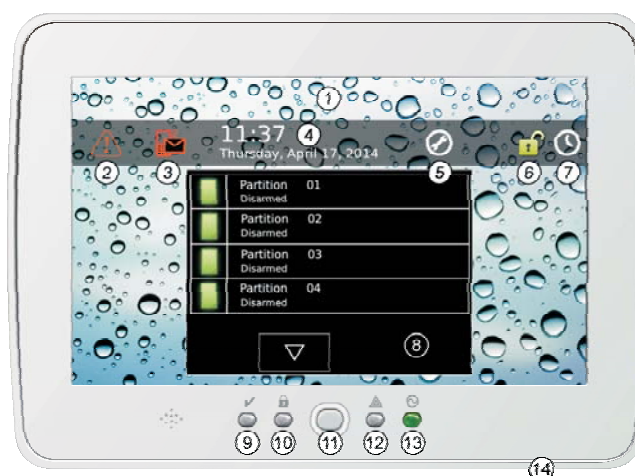 1
11:37 4
Thursday, April 17, 2014
2 3 5 6 7
Partition 01
Disarmed
Partition 02
Disarmed
Partition 03
Disarmed
Partition 04
Disarmed
8
9 10 11 12 13
14